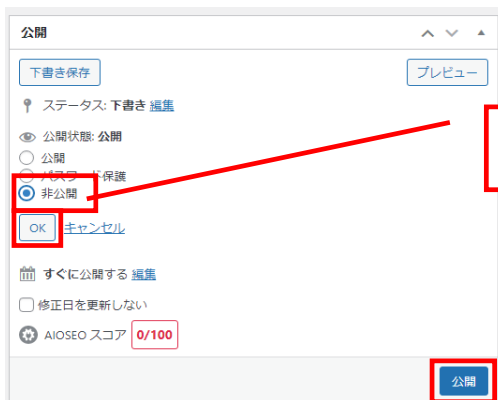 公開
下書き保存 プレビュー
ステータス: 下書き 編集
公開状態: 公開
公開
パスワード保護
非公開
OK キャンセル
すぐに公開する 編集
修正日を更新しない
AIOSEO スコア 0/100
公開